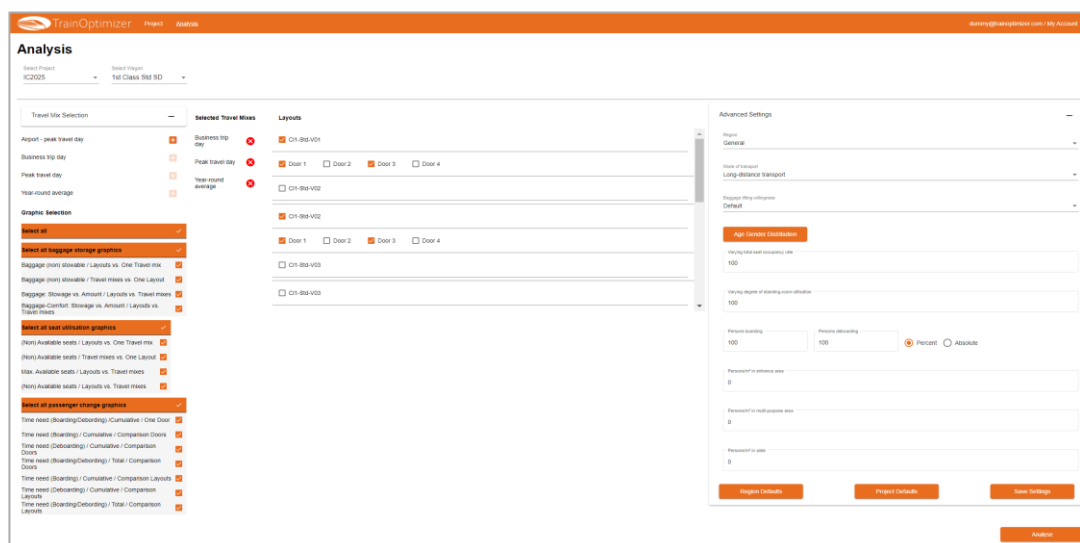 TrainOptimizer Project Analysis dummy@trainoptimizer.com / My Account
Analysis
Select Project
IC2025
Select Wagon
1st Class Std SD
Travel Mix Selection
Airport - peak travel day
Business trip day
Peak travel day
Year-round average
Graphic Selection
Select all
Select all baggage storage graphics
Baggage (non) stowable / Layouts vs. One Travel mix
Baggage (non) stowable / Travel mixes vs. One Layout
Baggage: Stowage vs. Amount / Layouts vs. Travel mixes
Baggage-Comfort: Stowage vs. Amount / Layouts vs.
Travel mixes
Select all seat utilisation graphics
(Non) Available seats / Layouts vs. One Travel mix
(Non) Available seats / Travel mixes vs. One Layout
Max. Available seats / Layouts vs. Travel mixes
(Non) Available seats / Layouts vs. Travel mixes
Select all passenger change graphics
Time need (Boarding/Debording) /Cumulative / One Door
Time need (Boarding) / Cumulative / Comparison Doors
Time need (Deboarding) / Cumulative / Comparison
Doors
Time need (Boarding/Debording) / Total / Comparison
Doors
Time need (Boarding) / Cumulative / Comparison Layouts
Time need (Deboarding) / Cumulative / Comparison
Layouts
Time need (Boarding/Debording) / Total / Comparison
Layouts
Selected Travel Mixes
Business trip
day
Peak travel day
Year-round
average
Layouts
CI1-Std-V01
Door 1 Door 2 Door 3 Door 4
CI1-Std-V02
CI1-Std-V02
Door 1 Door 2 Door 3 Door 4
CI1-Std-V03
CI1-Std-V03
Advanced Settings
Region
General
Mode of transport
Long-distance transport
Baggage lifting willingness
Default
Age Gender Distribution
Varying total seat occupancy rate
100
Varying degree of standing room utilisation
100
Persons boarding
100
Persons deboarding
100
Percent Absolute
Persons/m² in entrance area
0
Persons/m² in multi-purpose area
0
Persons/m² in aisle
0
Region Defaults Project Defaults Save Settings
Analyse